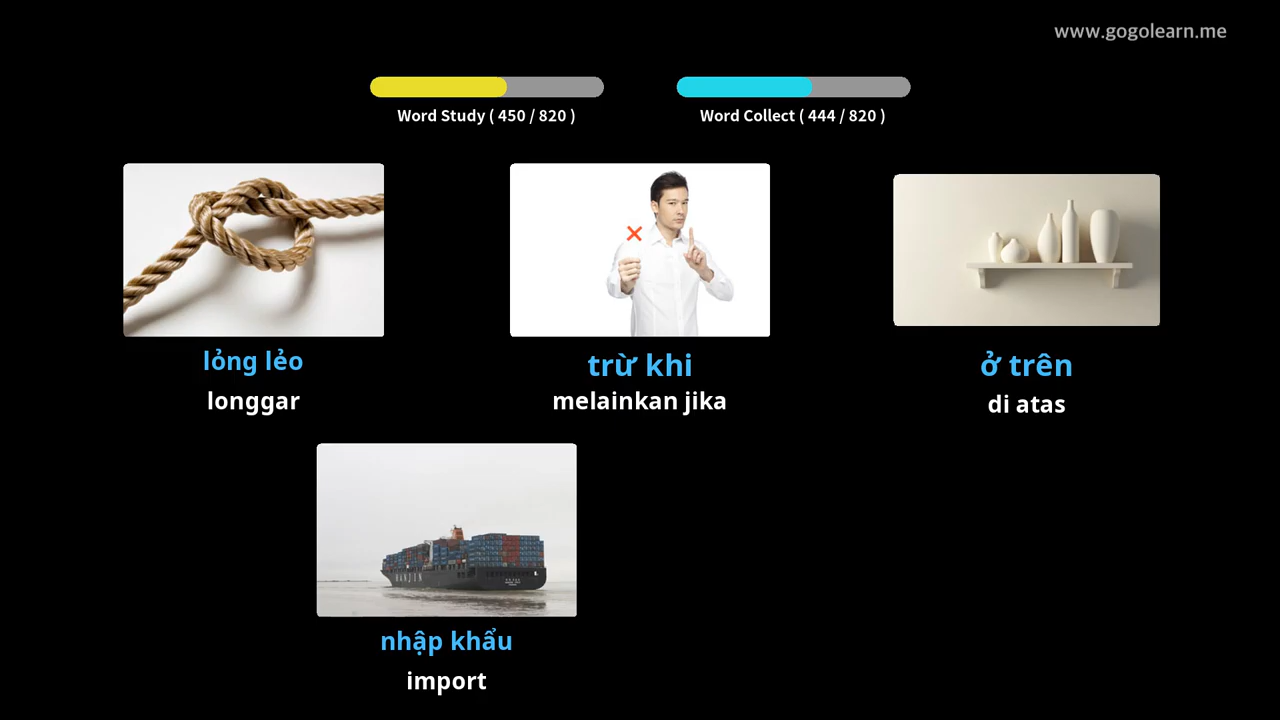 www.gogolearn.me
Word Study ( 450 / 820 )
Word Collect ( 444 / 820 )
lỏng lẻo
longgar
trừ khi
melainkan jika
ở trên
di atas
HANJIN
nhập khẩu
import